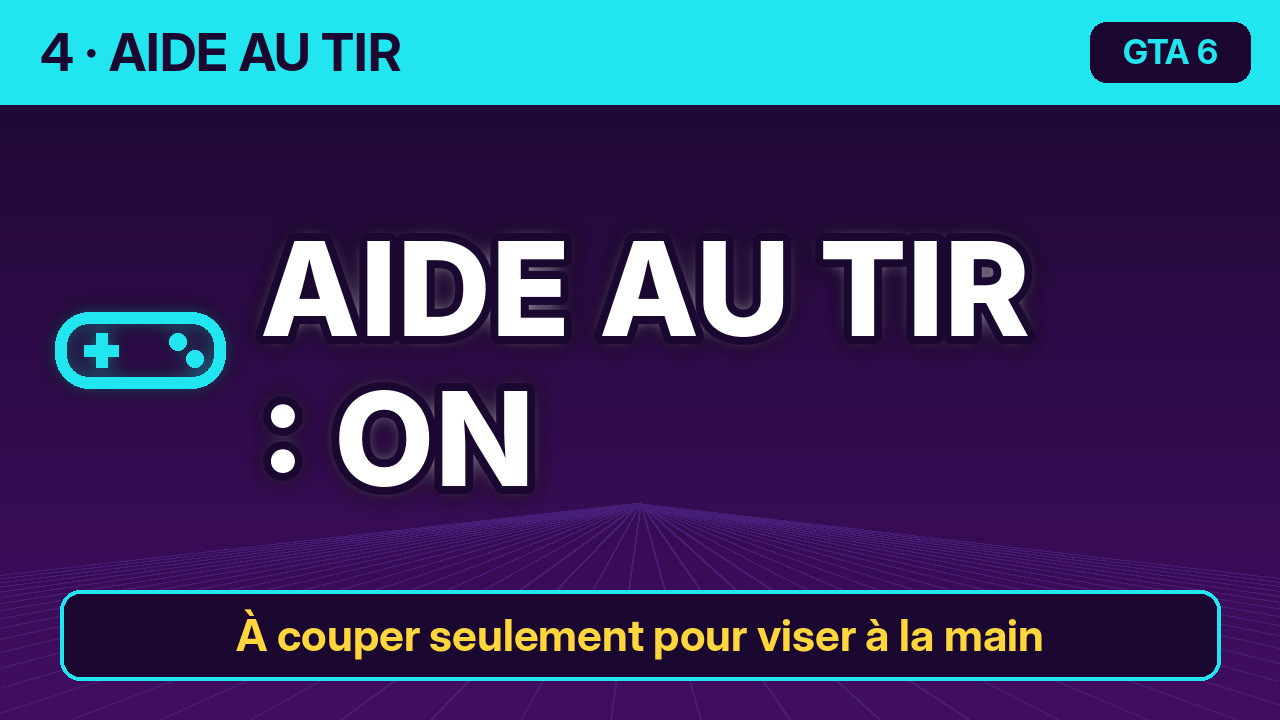 4 · AIDE AU TIR
GTA 6
AIDE AU TIR
: ON
À couper seulement pour viser à la main